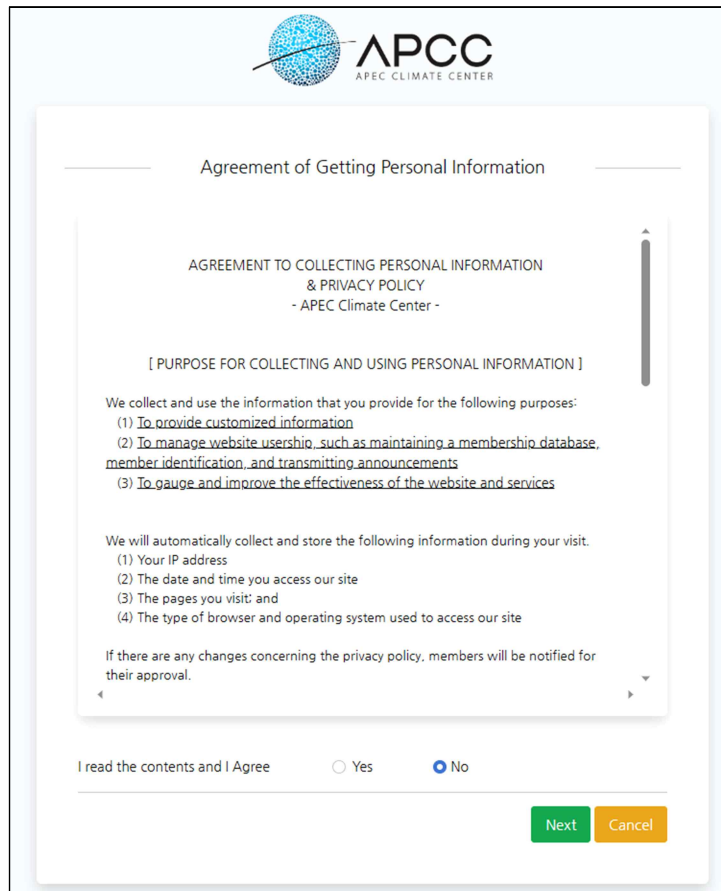 APCC
APEC CLIMATE CENTER
Agreement of Getting Personal Information
AGREEMENT TO COLLECTING PERSONAL INFORMATION
& PRIVACY POLICY
- APEC Climate Center -
[ PURPOSE FOR COLLECTING AND USING PERSONAL INFORMATION ]
We collect and use the information that you provide for the following purposes:
(1) To provide customized information
(2) To manage website usership, such as maintaining a membership database,
member identification, and transmitting announcements
(3) To gauge and improve the effectiveness of the website and services
We will automatically collect and store the following information during your visit.
(1) Your IP address
(2) The date and time you access our site
(3) The pages you visit; and
(4) The type of browser and operating system used to access our site
If there are any changes concerning the privacy policy, members will be notified for
their approval.
I read the contents and I Agree Yes No
Next Cancel